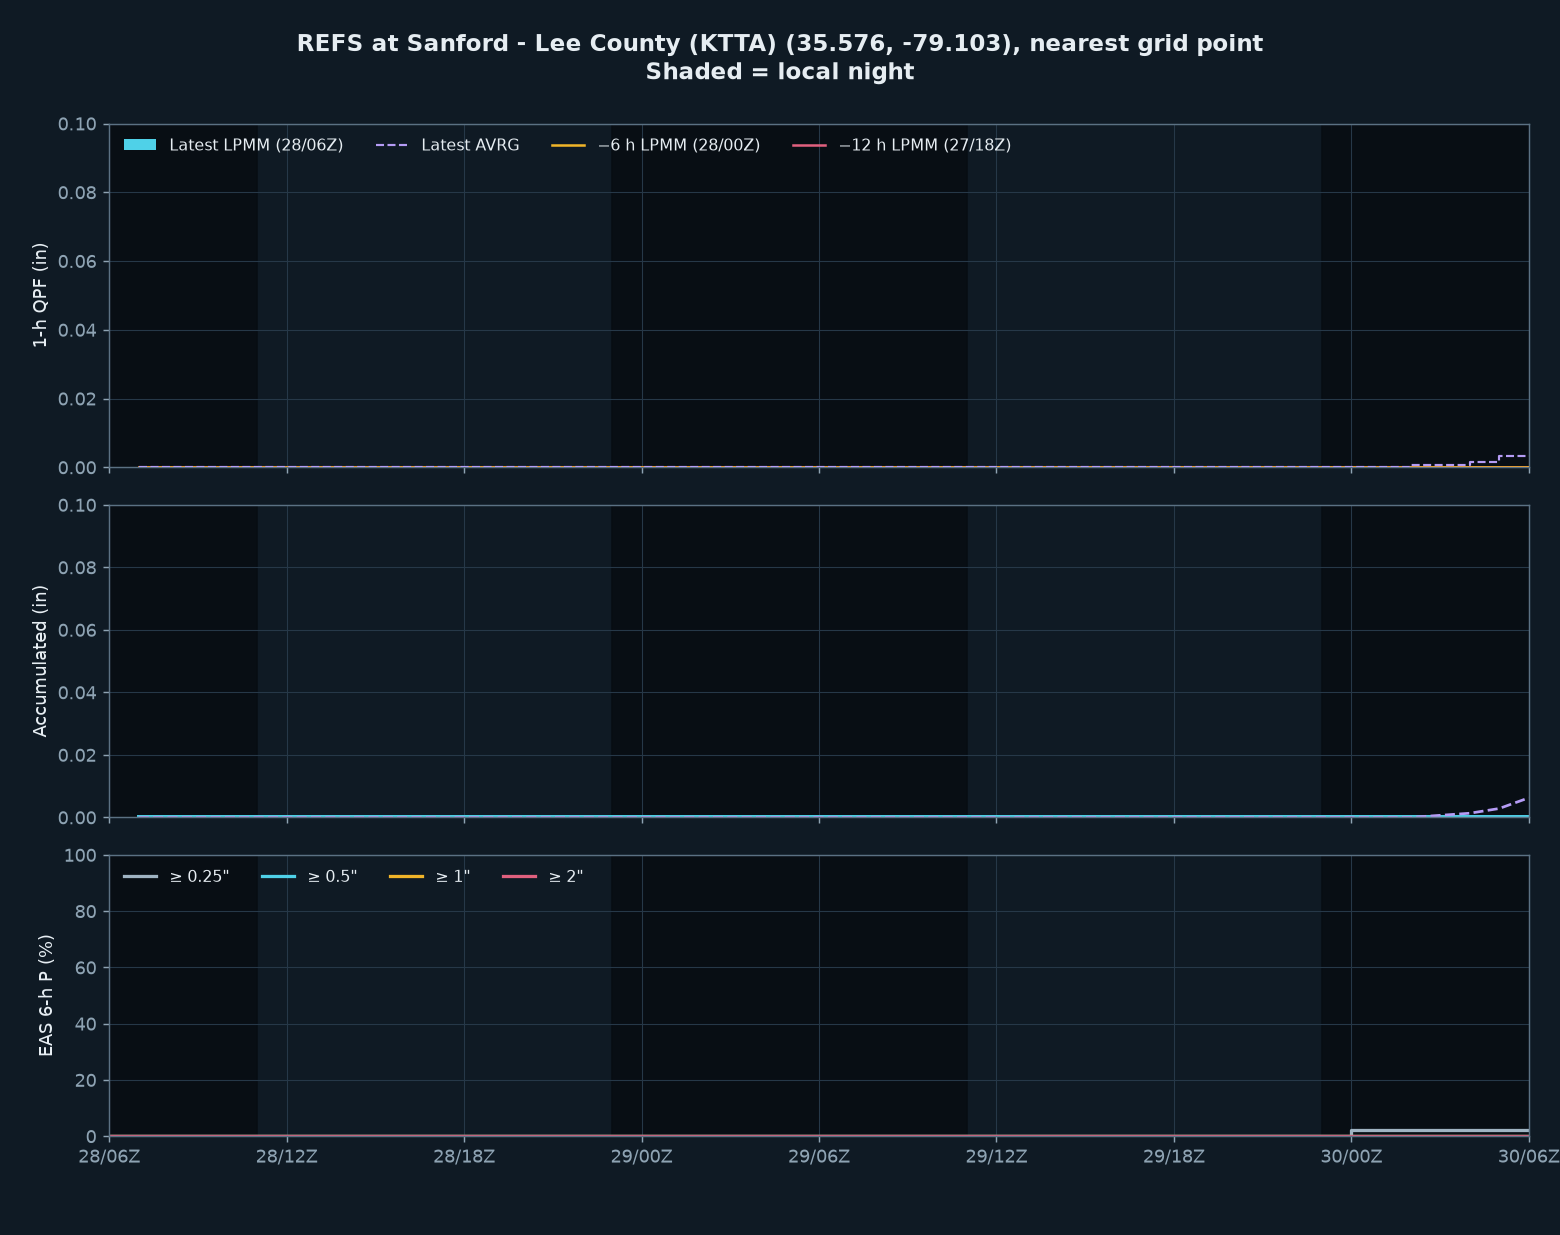 REFS at Sanford - Lee County (KTTA) (35.576, -79.103), nearest grid point
Shaded = local night
Latest LPMM (28/06Z) Latest AVRG −6 h LPMM (28/00Z) −12 h LPMM (27/18Z)
1-h QPF (in)
0.10
0.08
0.06
0.04
0.02
0.00
Accumulated (in)
0.10
0.08
0.06
0.04
0.02
0.00
≥ 0.25" ≥ 0.5" ≥ 1" ≥ 2"
EAS 6-h P (%)
100
80
60
40
20
0
28/06Z 28/12Z 28/18Z 29/00Z 29/06Z 29/12Z 29/18Z 30/00Z 30/06Z